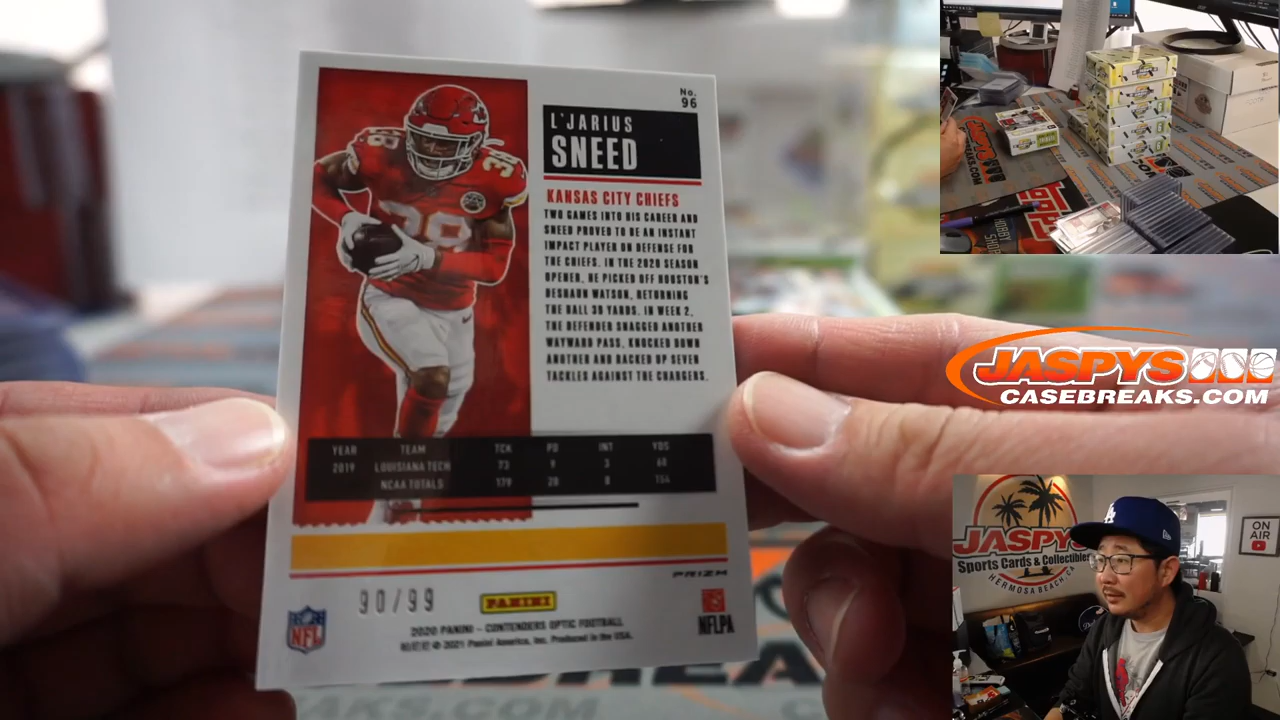 No.
96
L'JARIUS
SNEED
KANSAS CITY CHIEFS
TWO GAMES INTO HIS CAREER AND
SNEED PROVED TO BE AN INSTANT
IMPACT PLAYER ON DEFENSE FOR
THE CHIEFS. IN THE 2020 SEASON
OPENER, HE PICKED OFF HOUSTON'S
DESHAUN WATSON, RETURNING
THE BALL 30 YARDS. IN WEEK 2,
THE DEFENDER SNAGGED ANOTHER
WAYWARD PASS, KNOCKED DOWN
ANOTHER AND RACKED UP SEVEN
TACKLES AGAINST THE CHARGERS.
38
38
YEAR TEAM TCK PD INT YDS
2019 LOUISIANA TECH 73 9 3 60
NCAA TOTALS 179 28 8 154
PRIZM
90/99
PANINI
NFL
NFLPA
2020 PANINI - CONTENDERS OPTIC FOOTBALL
© 2021 Panini America, Inc. Produced in the USA.
JASPYS
CASEBREAKS.COM
JASPYS
Sports Cards & Collectibles
HERMOSA BEACH, CA
LA
ON
AIR
JASPYS